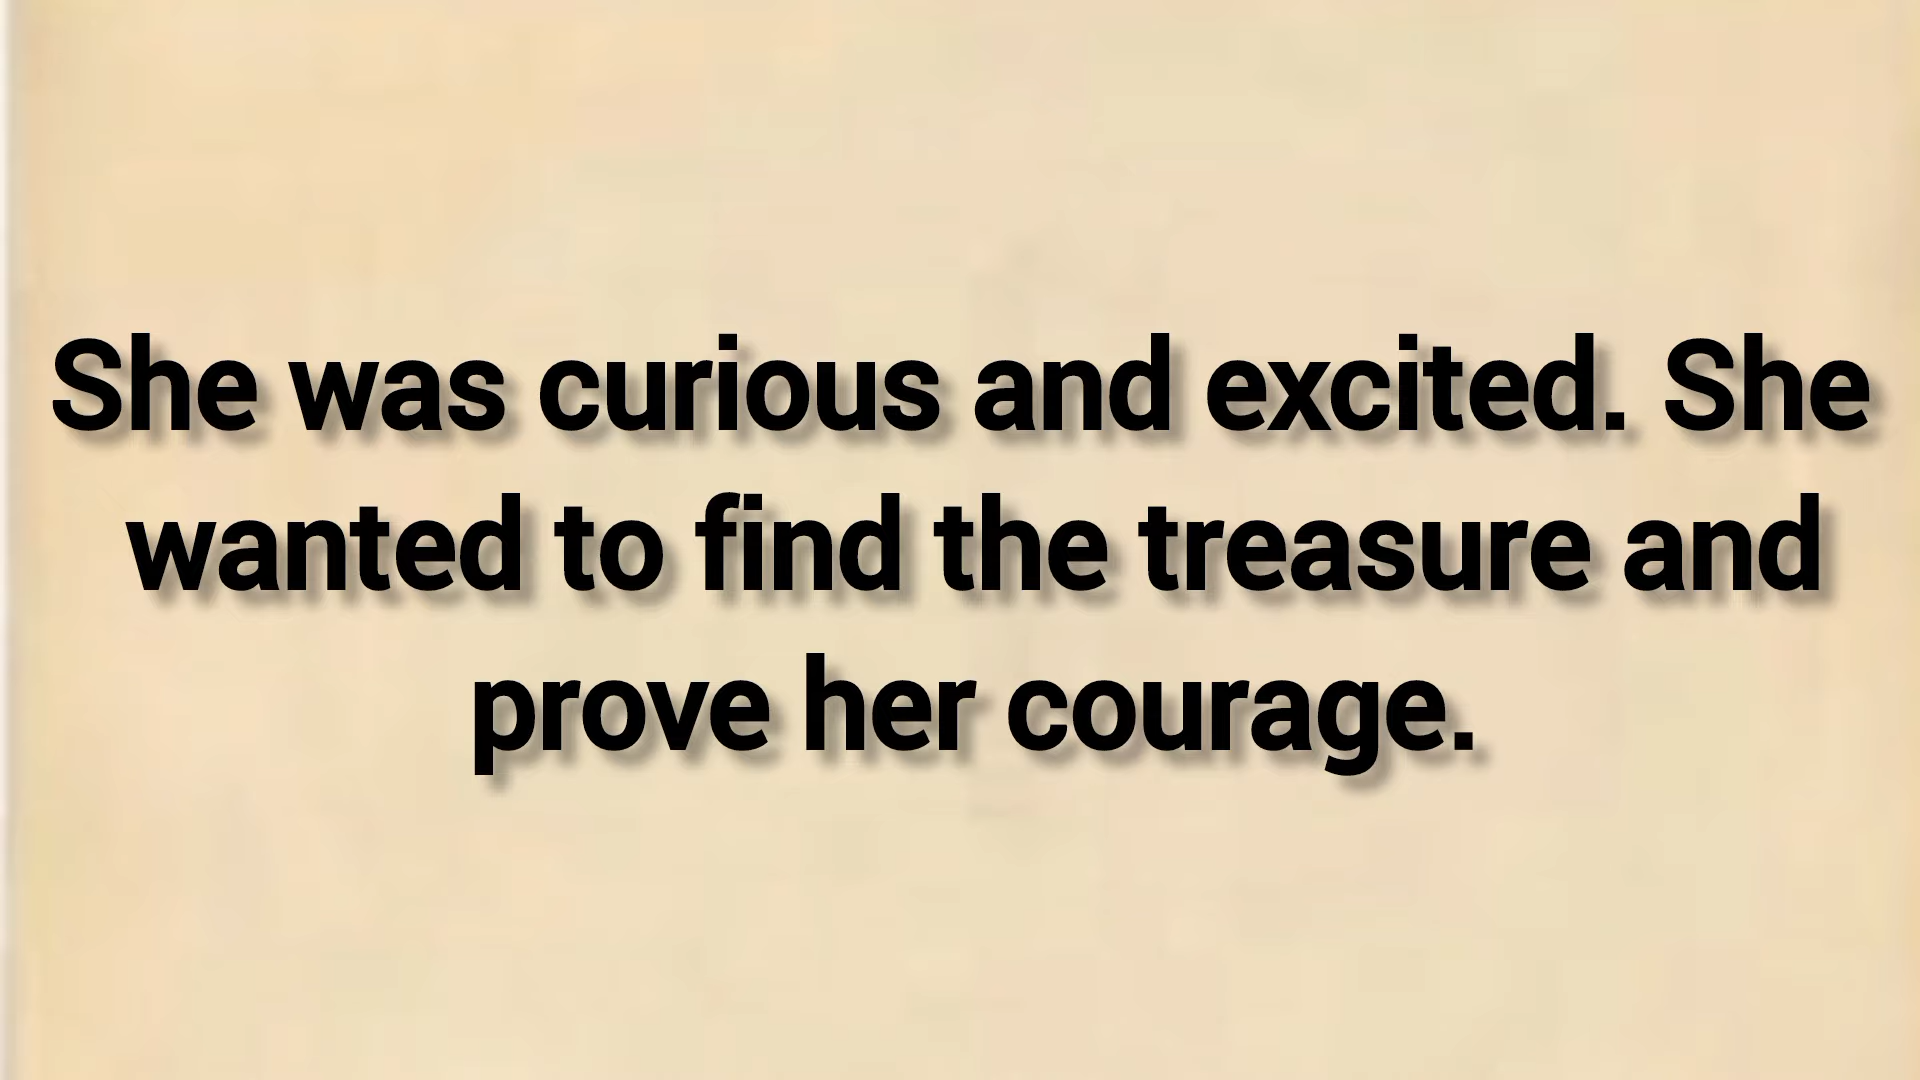 She was curious and excited. She
wanted to find the treasure and
prove her courage.